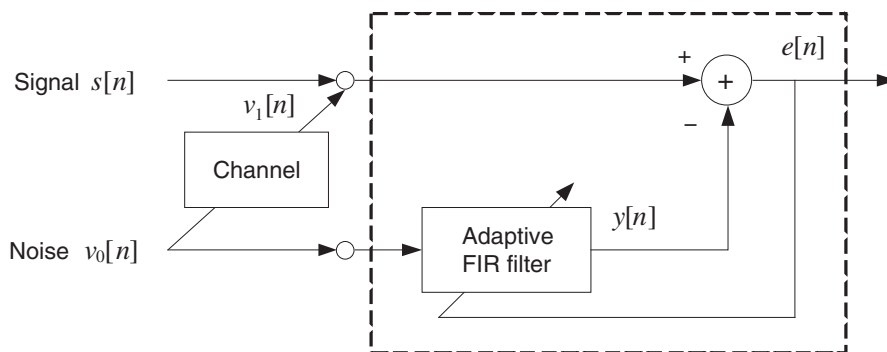 e[n]
+
Signal s[n]
+
v₁[n]
−
Channel
Noise v₀[n]
Adaptive
FIR filter
y[n]